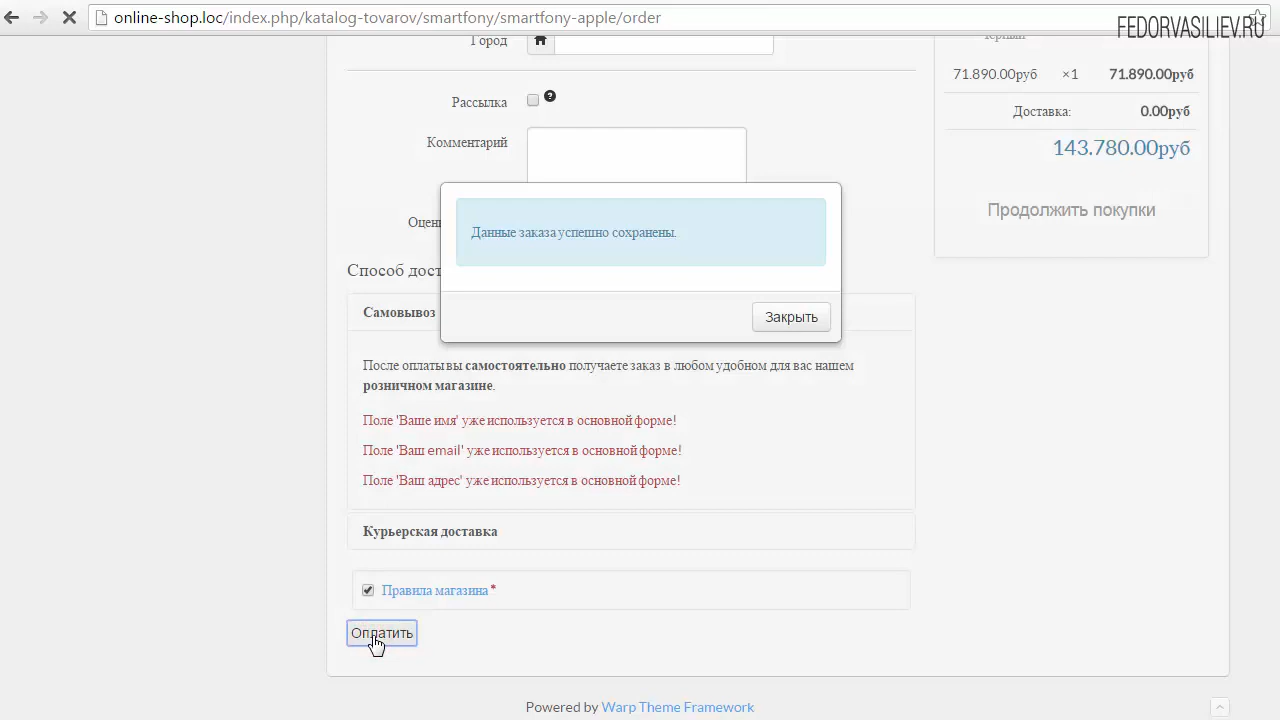 online-shop.loc/index.php/katalog-tovarov/smartfony/smartfony-apple/order
FEDORVASILIEV.RU
Город
Черный
71.890.00руб ×1 71.890.00руб
Рассылка
Доставка: 0.00руб
Комментарий
143.780.00руб
Продолжить покупки
Данные заказа успешно сохранены.
Закрыть
Способ дост
Самовывоз
После оплаты вы самостоятельно получаете заказ в любом удобном для вас нашем
розничном магазине.
Поле 'Ваше имя' уже используется в основной форме!
Поле 'Ваш email' уже используется в основной форме!
Поле 'Ваш адрес' уже используется в основной форме!
Курьерская доставка
Правила магазина *
Оплатить
Powered by Warp Theme Framework